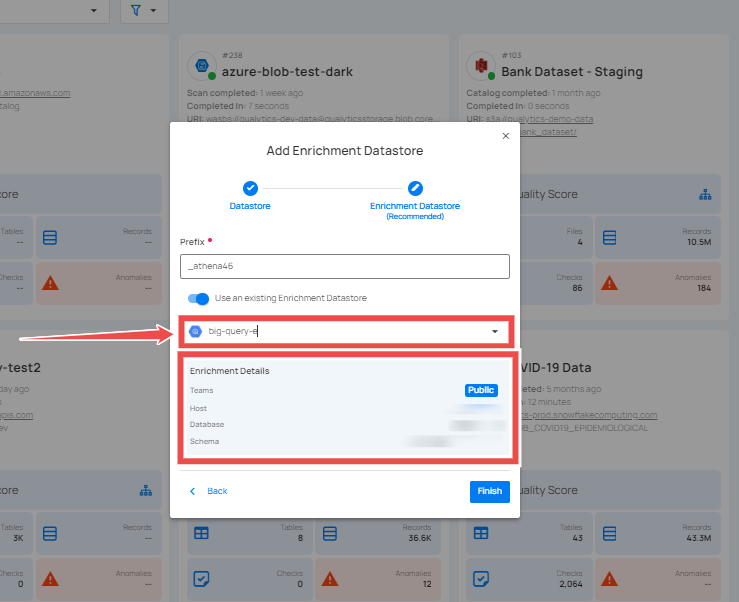 #238
azure-blob-test-dark
Scan completed: 1 week ago
Completed In: 7 seconds
URI: wasbs://qualytics-dev-data@qualyticsstorage.blob.core...
#103
Bank Dataset - Staging
Catalog completed: 1 month ago
Completed In: 0 seconds
URI: s3a://qualytics-demo-data
bank_dataset/
.amazonaws.com
talog
Add Enrichment Datastore
Datastore
Enrichment Datastore
(Recommended)
Prefix
_athena46
Use an existing Enrichment Datastore
big-query-e
Enrichment Details
Teams
Public
Host
Database
Schema
Back
Finish
core
Tables
--
Records
--
Checks
--
Anomalies
--
uality Score
Files
4
Records
10.5M
Checks
86
Anomalies
184
y-test2
day ago
s
apis.com
ev
VID-19 Data
eted: 5 months ago
n: 12 minutes
cs-prod.snowflakecomputing.com
B_COVID19_EPIDEMIOLOGICAL
core
Tables
3K
Records
--
Checks
0
Anomalies
--
Tables
8
Records
36.6K
Checks
0
Anomalies
12
uality Score
Tables
43
Records
43.3M
Checks
2,064
Anomalies
--